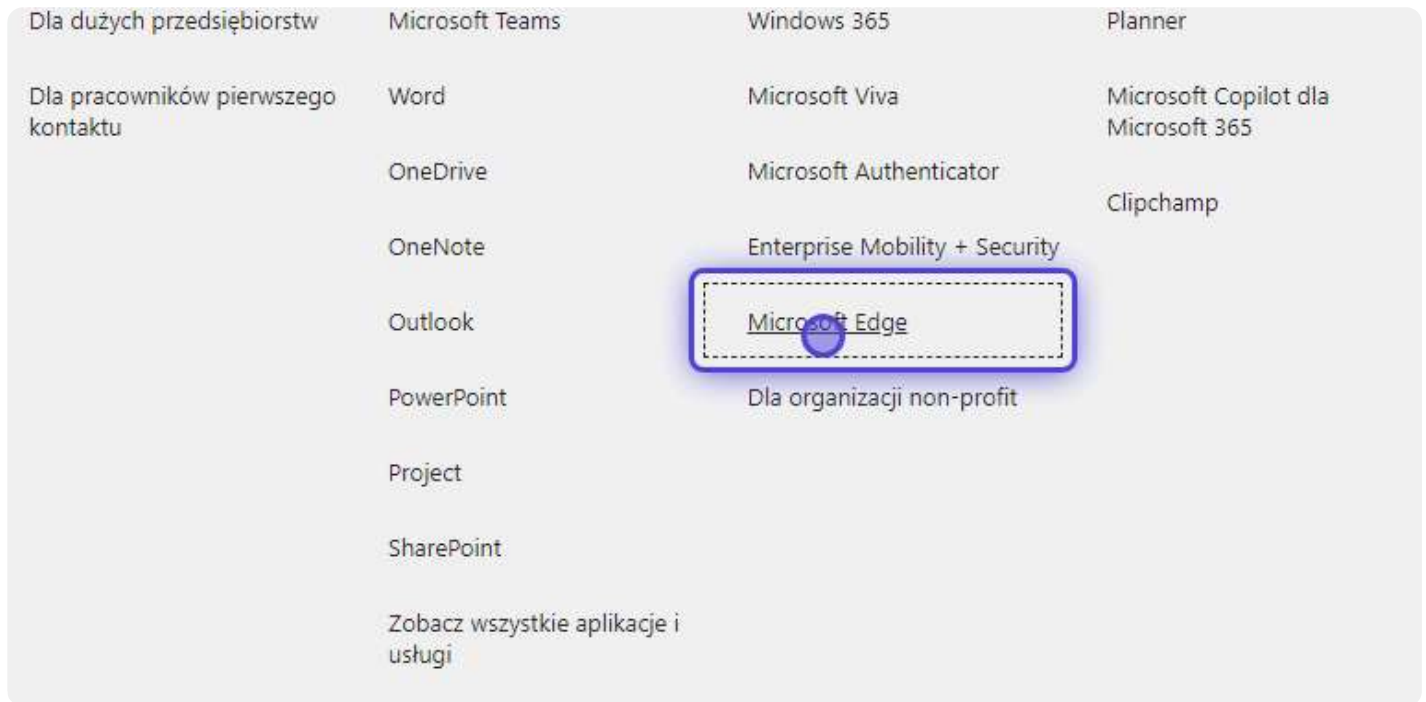 Dla dużych przedsiębiorstw
Dla pracowników pierwszego
kontaktu
Microsoft Teams
Word
OneDrive
OneNote
Outlook
PowerPoint
Project
SharePoint
Zobacz wszystkie aplikacje i
usługi
Windows 365
Microsoft Viva
Microsoft Authenticator
Enterprise Mobility + Security
Microsoft Edge
Dla organizacji non-profit
Planner
Microsoft Copilot dla
Microsoft 365
Clipchamp